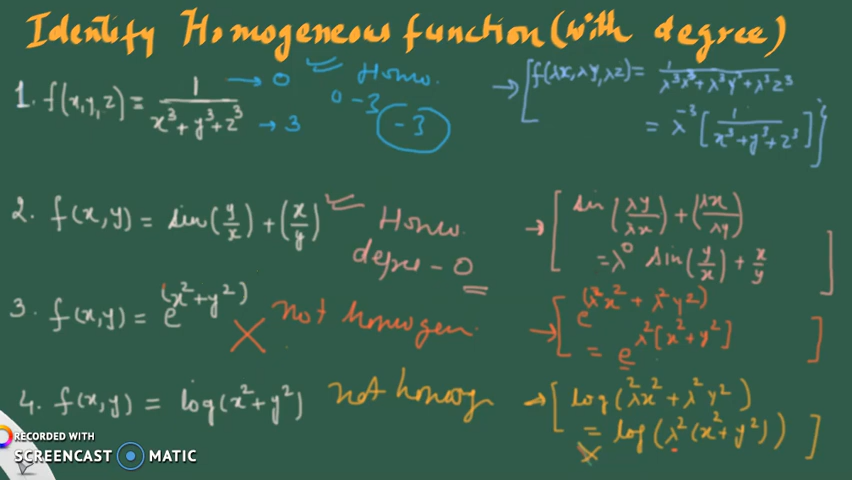 Identify Homogeneous function (with degree)
1. f(x,y,z) = 1/(x³+y³+z³) → 0 → 3 ✓ Homo.
0-3
-3
→ [f(λx,λy,λz) = 1/(λ³x³+λ³y³+λ³z³)
= λ⁻³ [1/(x³+y³+z³)]]
2. f(x,y) = sin(y/x) + (x/y) ✓ Homo.
degree - 0
→ [sin(λy/λx) + (λx/λy)
= λ⁰ sin(y/x) + x/y]
3. f(x,y) = e^(x²+y²) ✗ not homogen.
→ [e^(λ²x² + λ²y²)
= e^λ²[x²+y²]]
4. f(x,y) = log(x²+y²) not homog
→ [log(λ²x²+λ²y²)
= log(λ²(x²+y²))]
✗
RECORDED WITH
SCREENCAST MATIC